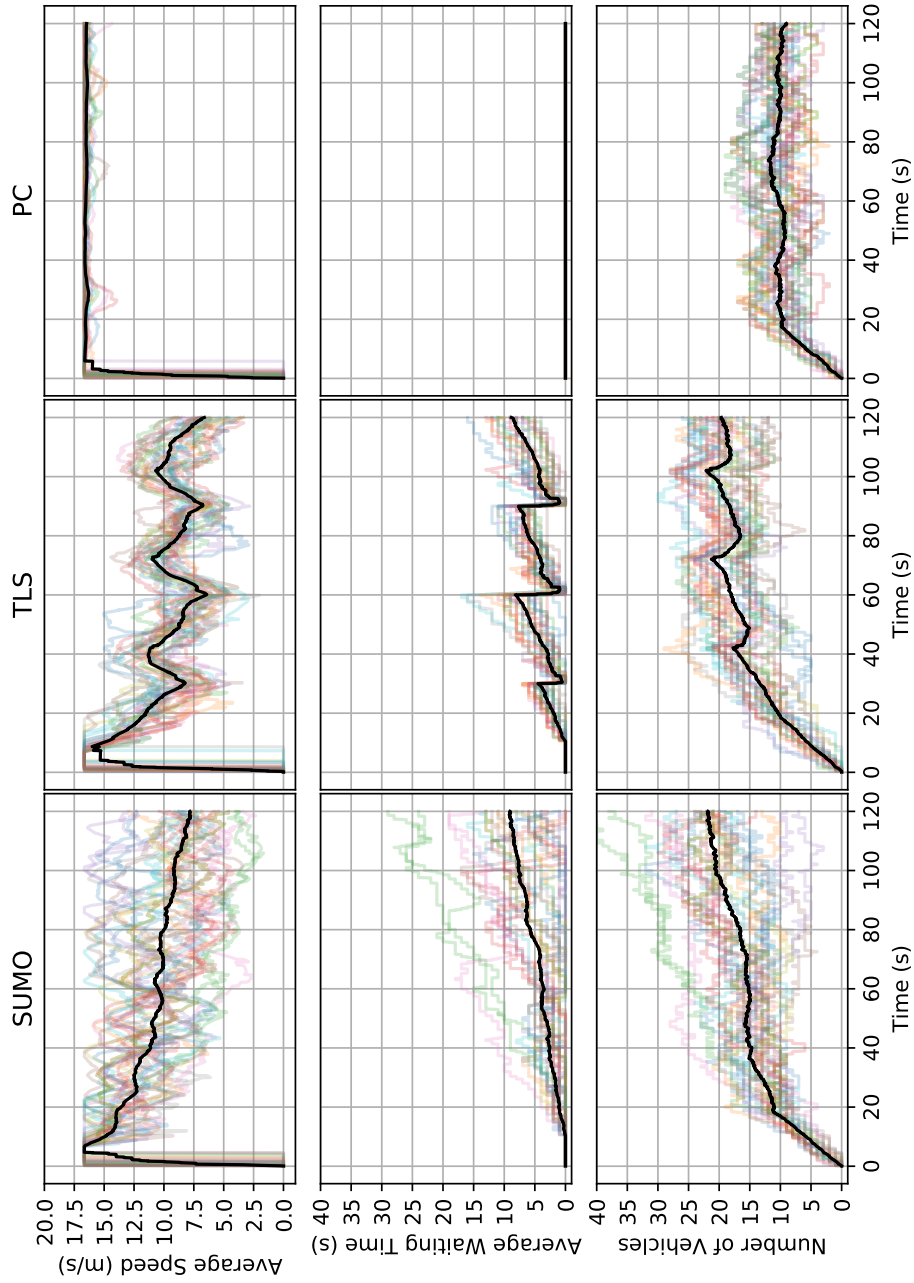 SUMO
TLS
PC
20.0
17.5
15.0
12.5
10.0
7.5
5.0
2.5
0.0
Average Speed (m/s)
40
35
30
25
20
15
10
5
0
Average Waiting Time (s)
40
35
30
25
20
15
10
5
0
Number of Vehicles
0 20 40 60 80 100 120
Time (s)
0 20 40 60 80 100 120
Time (s)
0 20 40 60 80 100 120
Time (s)